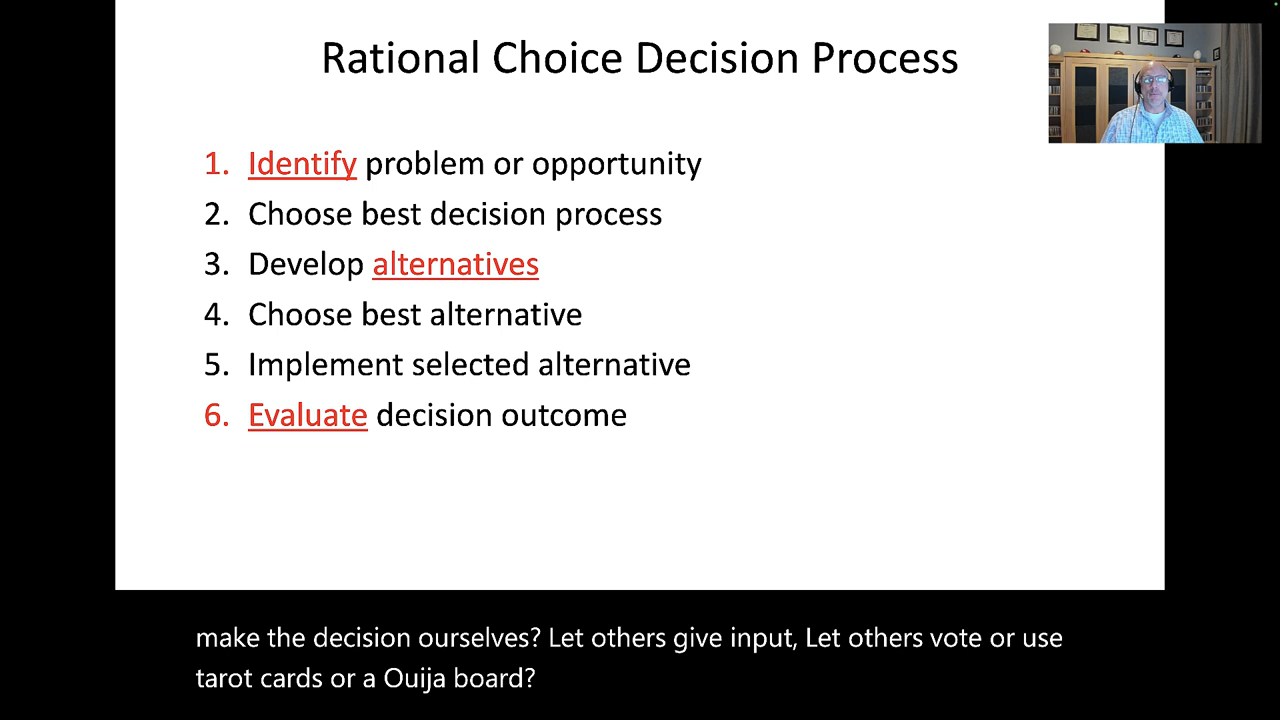 Rational Choice Decision Process
1. Identify problem or opportunity
2. Choose best decision process
3. Develop alternatives
4. Choose best alternative
5. Implement selected alternative
6. Evaluate decision outcome
make the decision ourselves? Let others give input, Let others vote or use
tarot cards or a Ouija board?